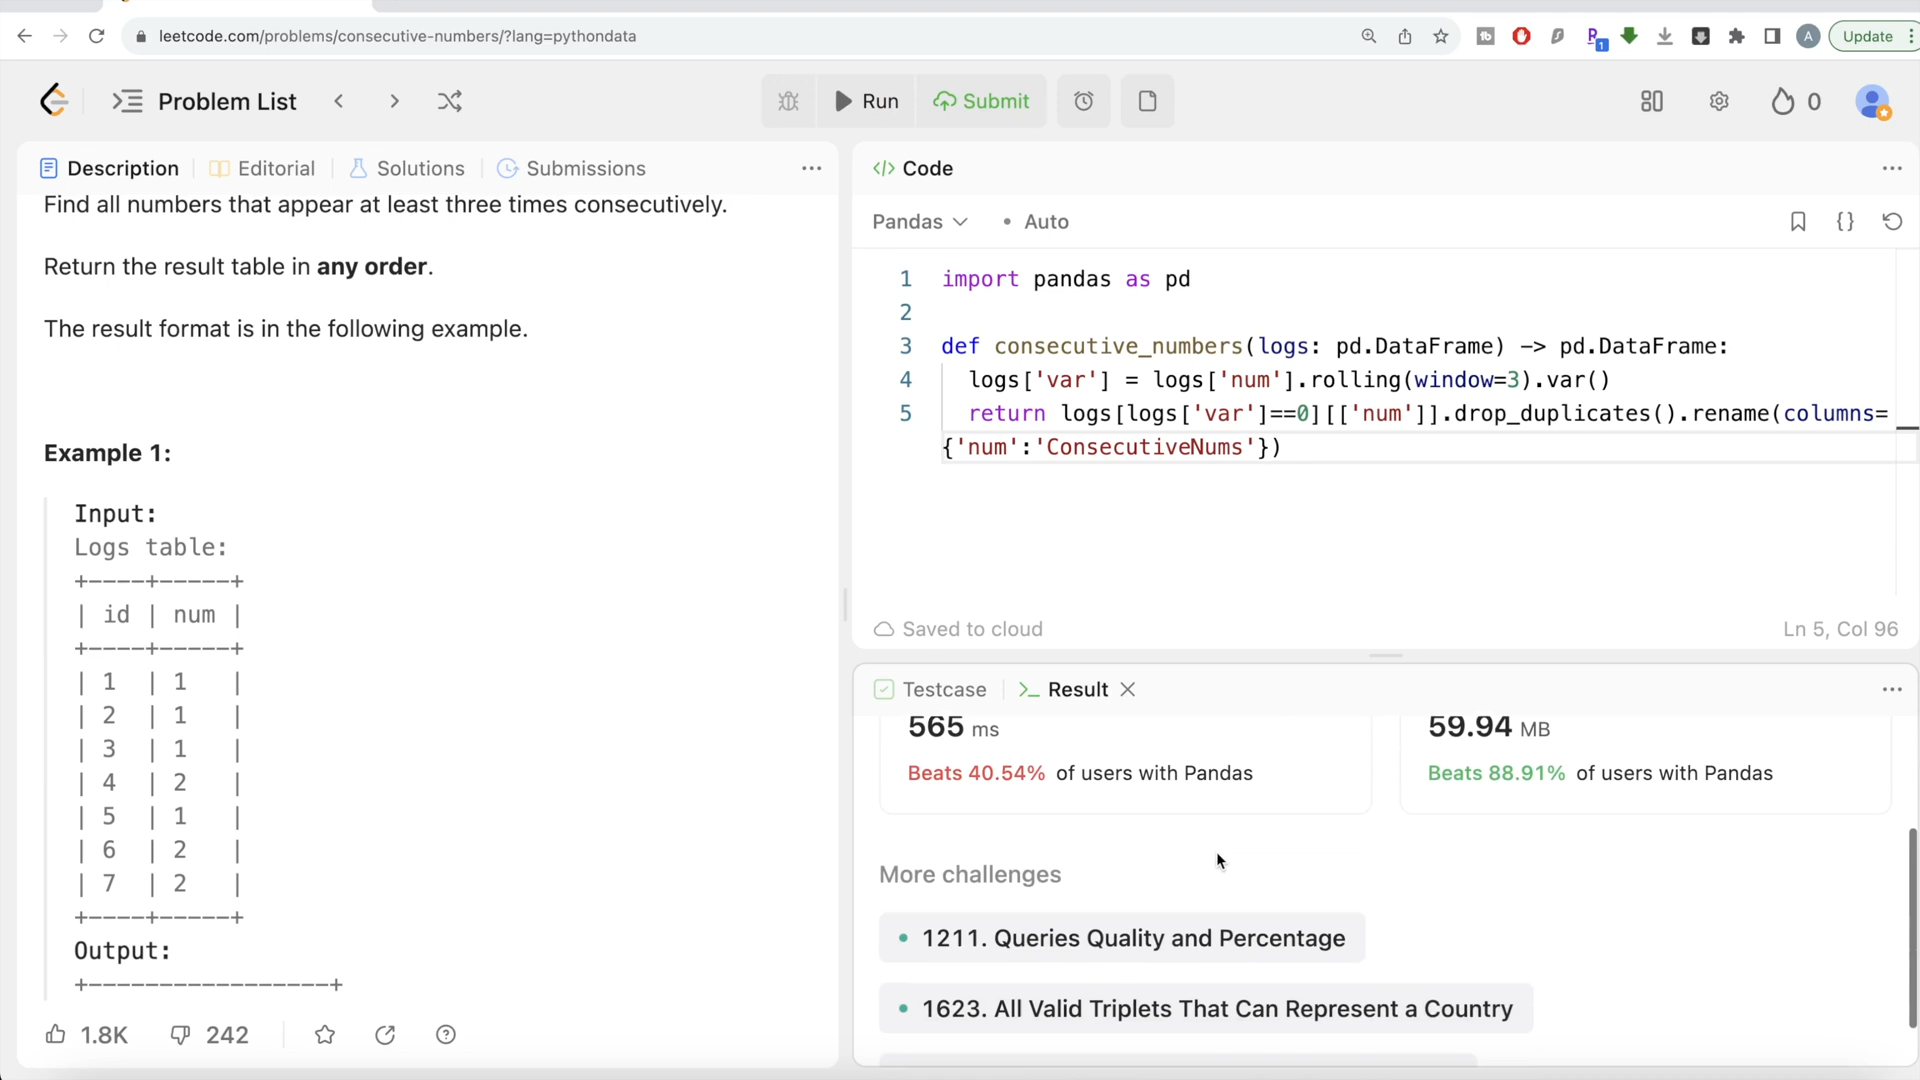 leetcode.com/problems/consecutive-numbers/?lang=pythondata
1
A
Update
Problem List
Run
Submit
0
Description
Editorial
Solutions
Submissions
Find all numbers that appear at least three times consecutively.
Return the result table in any order.
The result format is in the following example.
Example 1:
Input:
Logs table:
+----+-----+
| id | num |
+----+-----+
| 1  | 1   |
| 2  | 1   |
| 3  | 1   |
| 4  | 2   |
| 5  | 1   |
| 6  | 2   |
| 7  | 2   |
+----+-----+
Output:
+-----------------+
1.8K
242
</> Code
Pandas
• Auto
{}
1 import pandas as pd
2
3 def consecutive_numbers(logs: pd.DataFrame) -> pd.DataFrame:
4   logs['var'] = logs['num'].rolling(window=3).var()
5   return logs[logs['var']==0][['num']].drop_duplicates().rename(columns=
{'num':'ConsecutiveNums'})
Saved to cloud
Ln 5, Col 96
Testcase
>_ Result
565 ms
Beats 40.54% of users with Pandas
59.94 MB
Beats 88.91% of users with Pandas
More challenges
• 1211. Queries Quality and Percentage
• 1623. All Valid Triplets That Can Represent a Country